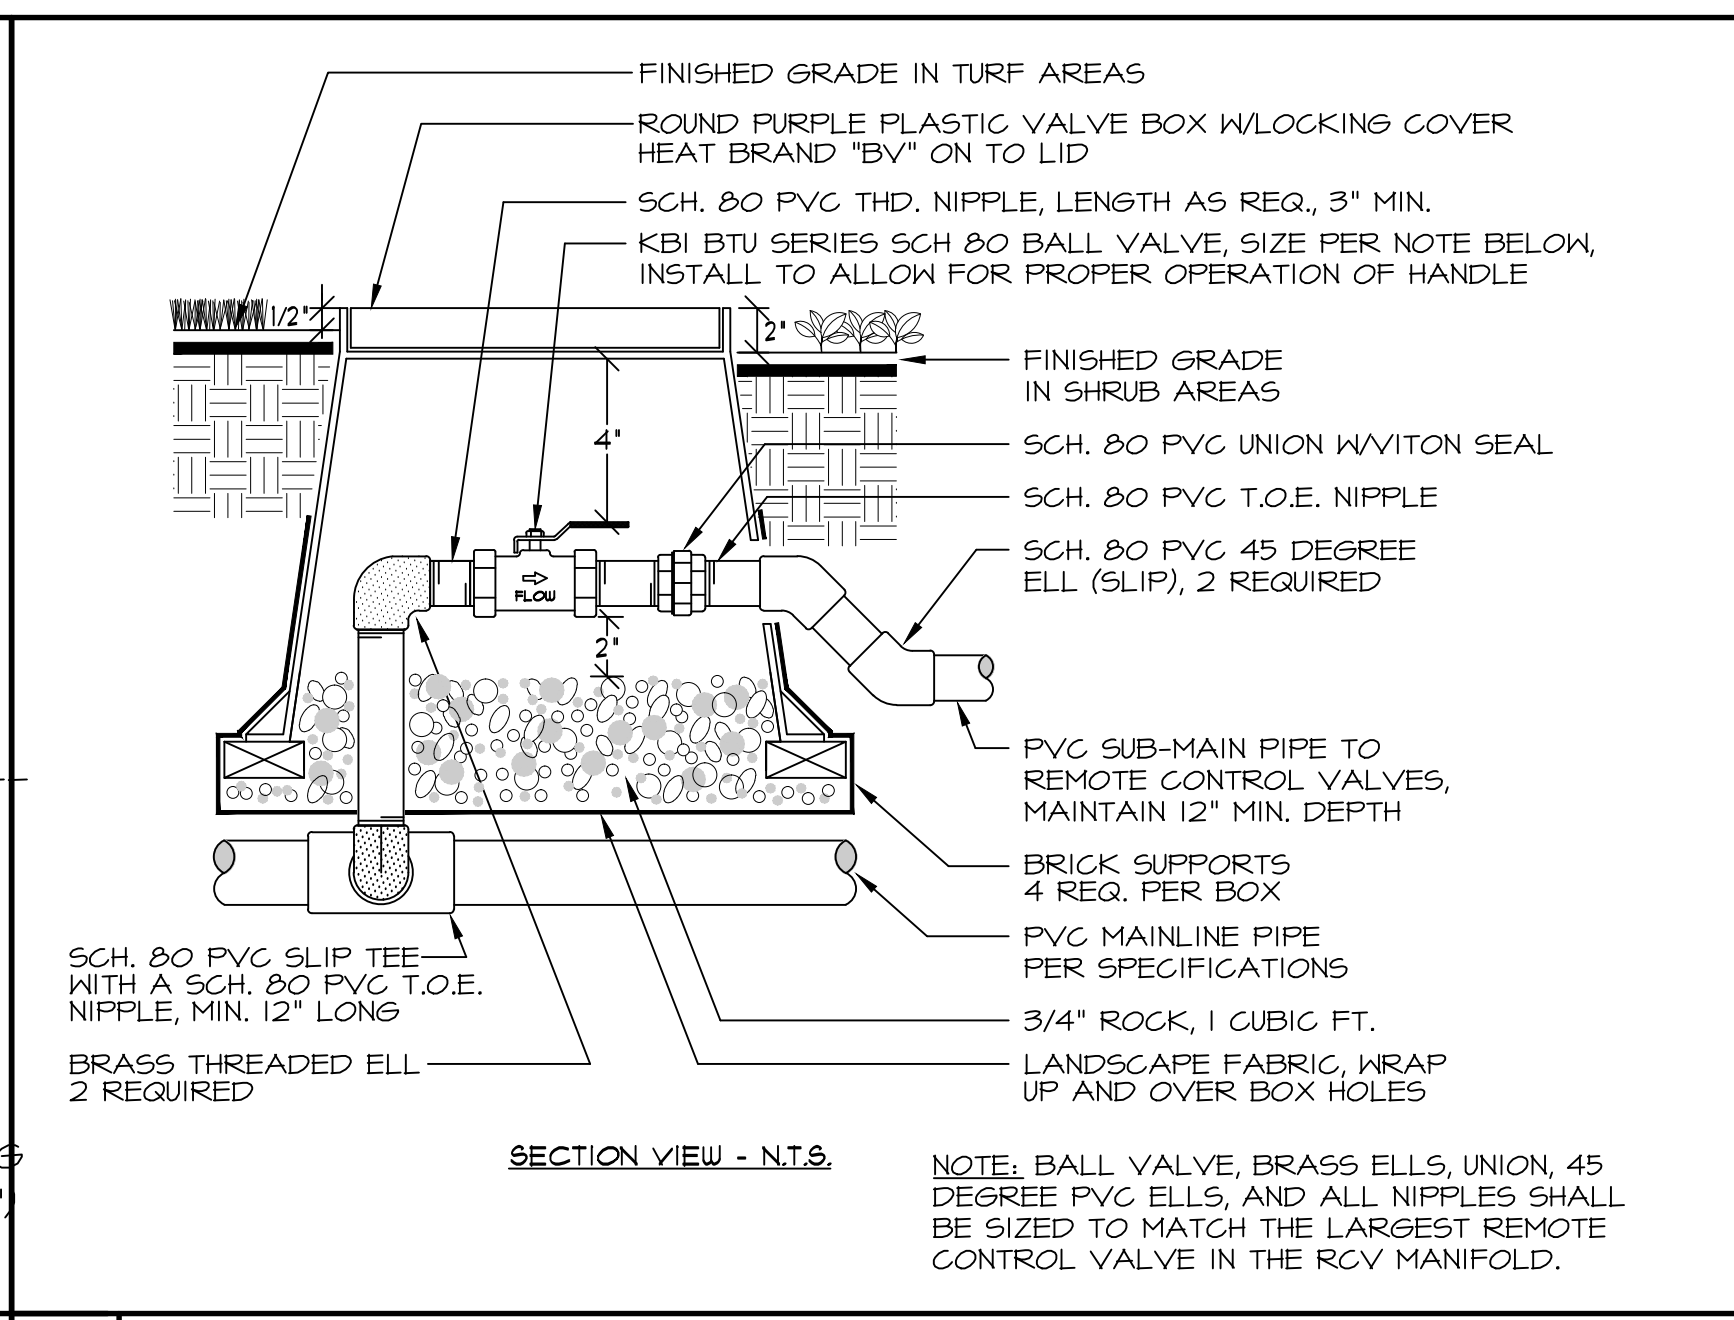 FINISHED GRADE IN TURF AREAS
ROUND PURPLE PLASTIC VALVE BOX W/LOCKING COVER
HEAT BRAND "BV" ON TO LID
SCH. 80 PVC THD. NIPPLE, LENGTH AS REQ., 3" MIN.
KBI BTU SERIES SCH 80 BALL VALVE, SIZE PER NOTE BELOW,
INSTALL TO ALLOW FOR PROPER OPERATION OF HANDLE
1/2"
2"
FINISHED GRADE
IN SHRUB AREAS
4"
SCH. 80 PVC UNION W/VITON SEAL
SCH. 80 PVC T.O.E. NIPPLE
SCH. 80 PVC 45 DEGREE
ELL (SLIP), 2 REQUIRED
FLOW
2"
PVC SUB-MAIN PIPE TO
REMOTE CONTROL VALVES,
MAINTAIN 12" MIN. DEPTH
BRICK SUPPORTS
4 REQ. PER BOX
PVC MAINLINE PIPE
PER SPECIFICATIONS
SCH. 80 PVC SLIP TEE
WITH A SCH. 80 PVC T.O.E.
NIPPLE, MIN. 12" LONG
3/4" ROCK, 1 CUBIC FT.
BRASS THREADED ELL
2 REQUIRED
LANDSCAPE FABRIC, WRAP
UP AND OVER BOX HOLES
SECTION VIEW - N.T.S.
NOTE: BALL VALVE, BRASS ELLS, UNION, 45
DEGREE PVC ELLS, AND ALL NIPPLES SHALL
BE SIZED TO MATCH THE LARGEST REMOTE
CONTROL VALVE IN THE RCV MANIFOLD.